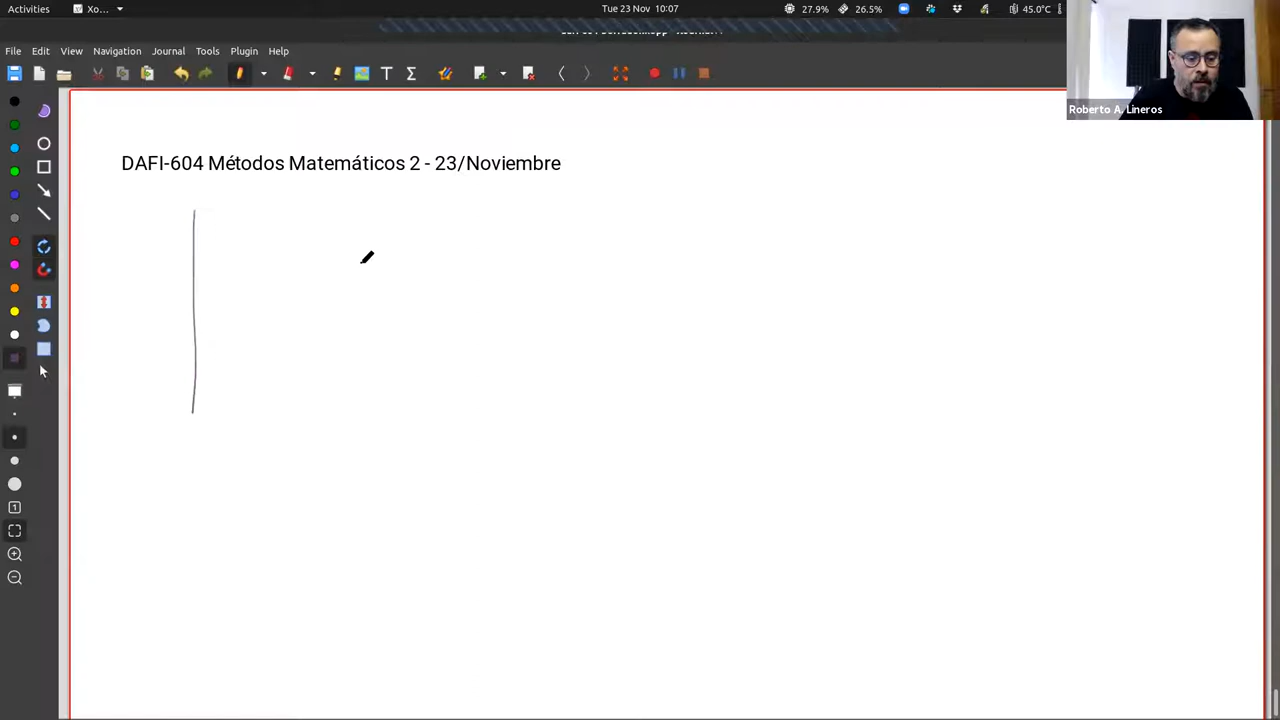 Activities
Xo...
Tue 23 Nov 10:07
27.9%
26.5%
45.0°C
File Edit View Navigation Journal Tools Plugin Help
Roberto A. Lineros
DAFI-604 Métodos Matemáticos 2 - 23/Noviembre